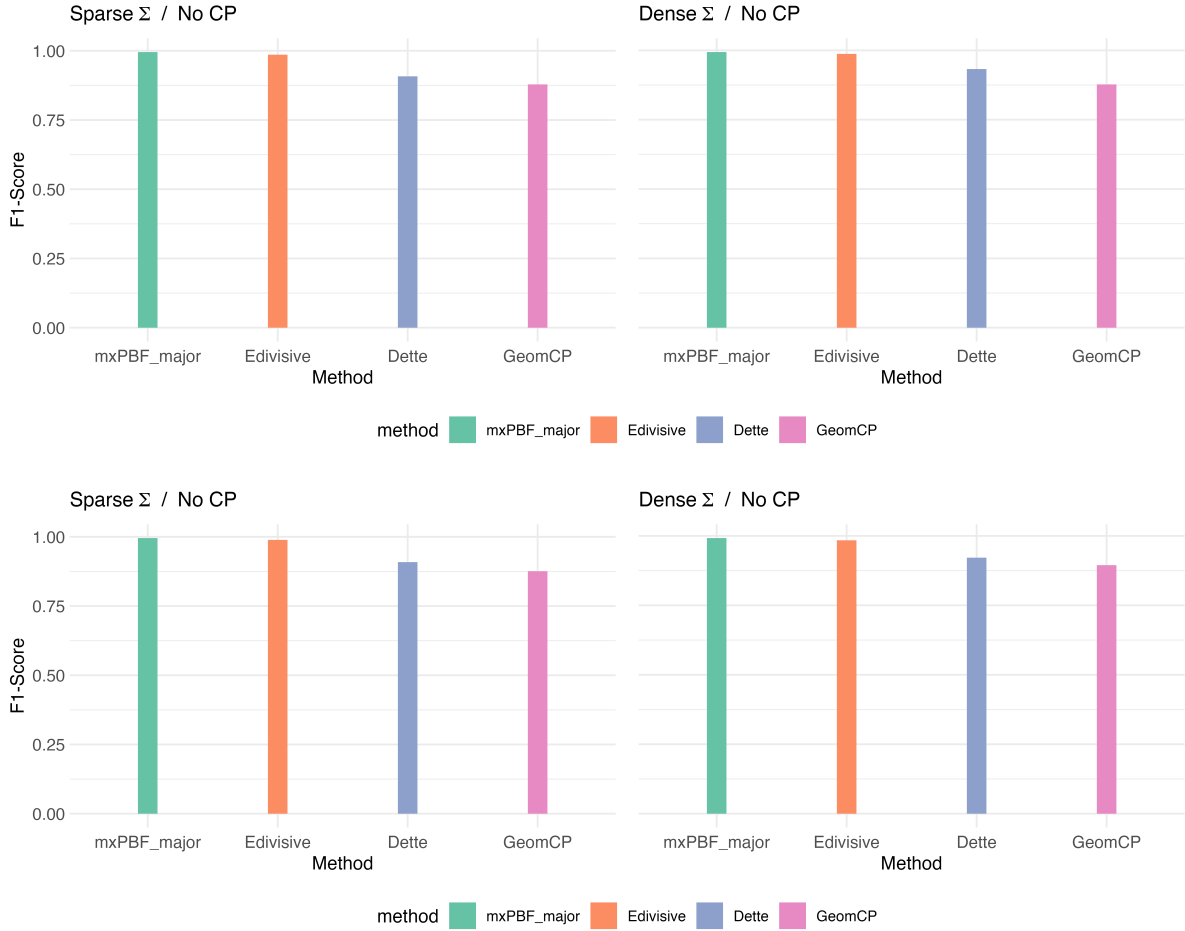 Sparse Σ / No CP
Dense Σ / No CP
1.00
0.75
0.50
0.25
0.00
F1-Score
mxPBF_major Edivisive Dette GeomCP
mxPBF_major Edivisive Dette GeomCP
Method
Method
method mxPBF_major Edivisive Dette GeomCP
Sparse Σ / No CP
Dense Σ / No CP
1.00
0.75
0.50
0.25
0.00
F1-Score
mxPBF_major Edivisive Dette GeomCP
mxPBF_major Edivisive Dette GeomCP
Method
Method
method mxPBF_major Edivisive Dette GeomCP